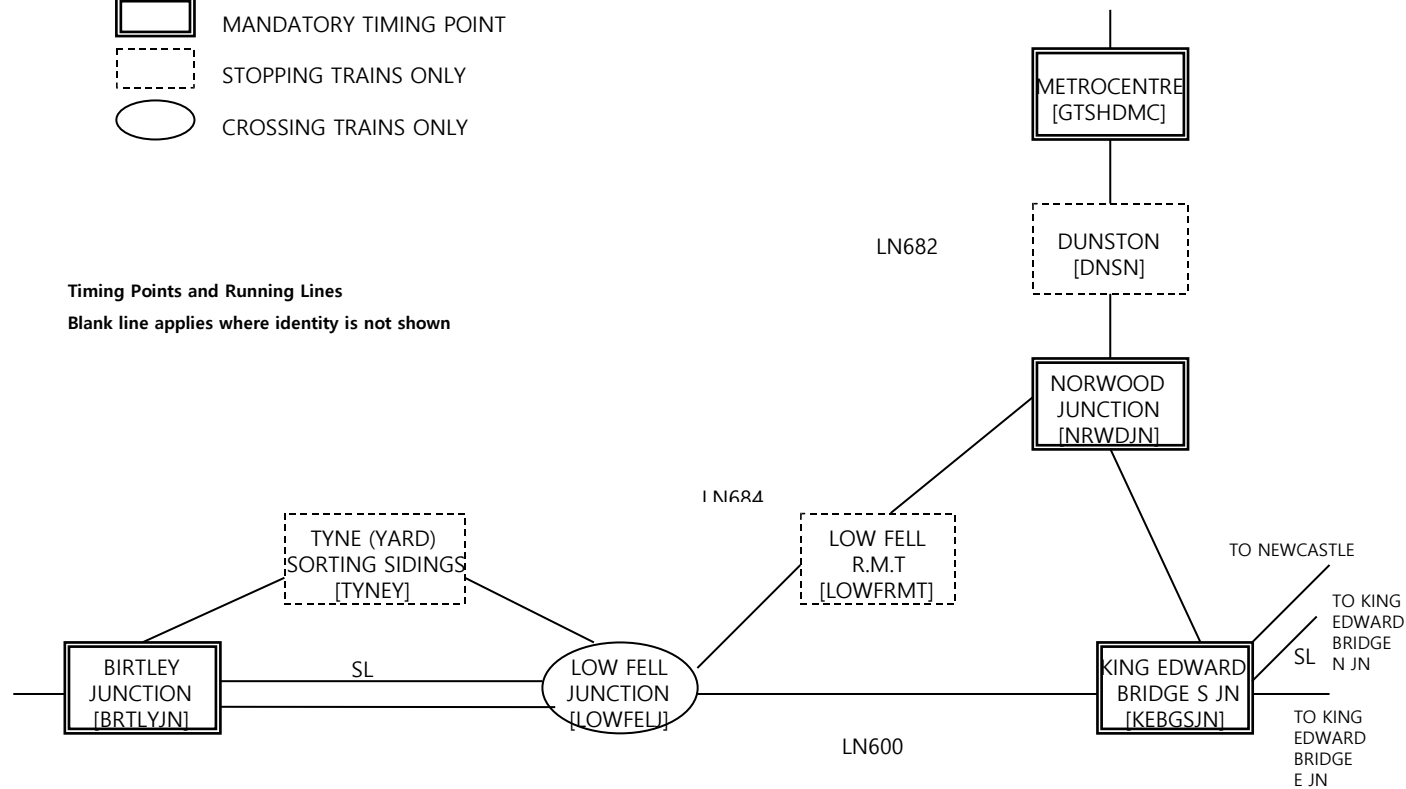 MANDATORY TIMING POINT
STOPPING TRAINS ONLY
CROSSING TRAINS ONLY
METROCENTRE
[GTSHDMC]
LN682
DUNSTON
[DNSN]
Timing Points and Running Lines
Blank line applies where identity is not shown
NORWOOD
JUNCTION
[NRWDJN]
LN684
TYNE (YARD)
SORTING SIDINGS
[TYNEY]
LOW FELL
R.M.T
[LOWFRMT]
TO NEWCASTLE
TO KING
EDWARD
BRIDGE
N JN
SL
BIRTLEY
JUNCTION
[BRTLYJN]
SL
LOW FELL
JUNCTION
[LOWFELJ]
KING EDWARD
BRIDGE S JN
[KEBGSJN]
TO KING
EDWARD
BRIDGE
E JN
LN600